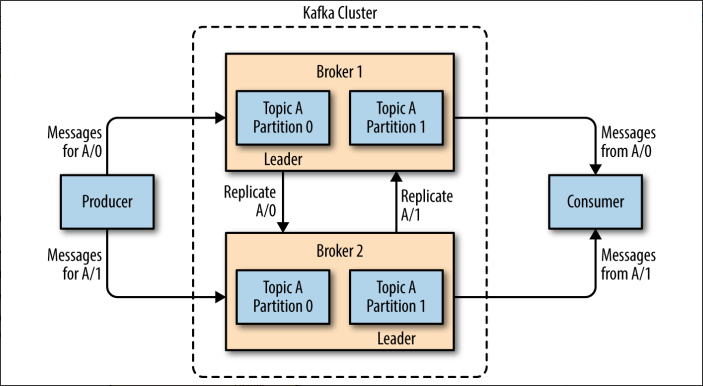 Kafka Cluster
Broker 1
Topic A
Partition 0
Topic A
Partition 1
Leader
Messages
for A/0
Messages
from A/0
Replicate
A/0
Replicate
A/1
Producer
Consumer
Broker 2
Messages
for A/1
Messages
from A/1
Topic A
Partition 0
Topic A
Partition 1
Leader